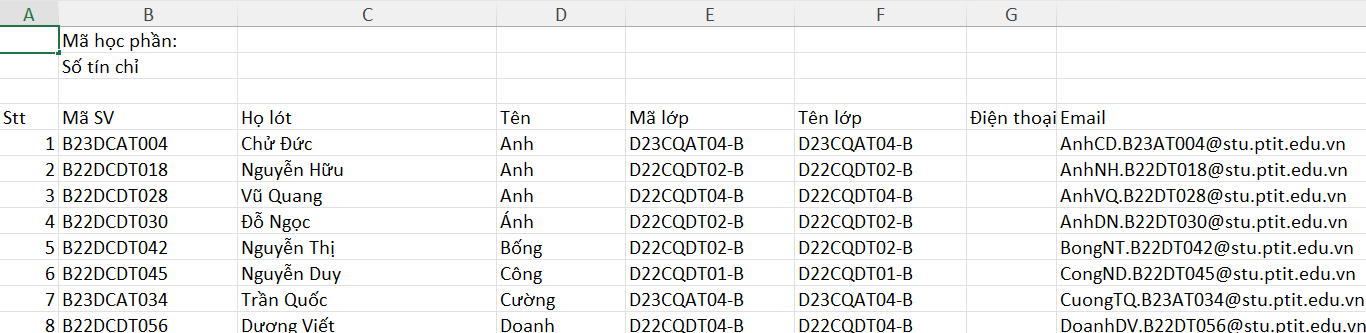 A B C D E F G
Mã học phần:
Số tín chỉ
Stt Mã SV Họ lót Tên Mã lớp Tên lớp Điện thoại Email
1 B23DCAT004 Chử Đức Anh D23CQAT04-B D23CQAT04-B AnhCD.B23AT004@stu.ptit.edu.vn
2 B22DCDT018 Nguyễn Hữu Anh D22CQDT02-B D22CQDT02-B AnhNH.B22DT018@stu.ptit.edu.vn
3 B22DCDT028 Vũ Quang Anh D22CQDT04-B D22CQDT04-B AnhVQ.B22DT028@stu.ptit.edu.vn
4 B22DCDT030 Đỗ Ngọc Ánh D22CQDT02-B D22CQDT02-B AnhDN.B22DT030@stu.ptit.edu.vn
5 B22DCDT042 Nguyễn Thị Bống D22CQDT02-B D22CQDT02-B BongNT.B22DT042@stu.ptit.edu.vn
6 B22DCDT045 Nguyễn Duy Công D22CQDT01-B D22CQDT01-B CongND.B22DT045@stu.ptit.edu.vn
7 B23DCAT034 Trần Quốc Cường D23CQAT04-B D23CQAT04-B CuongTQ.B23AT034@stu.ptit.edu.vn
8 B22DCDT056 Dương Viết Doanh D22CQDT04-B D22CQDT04-B DoanhDV.B22DT056@stu.ptit.edu.vn